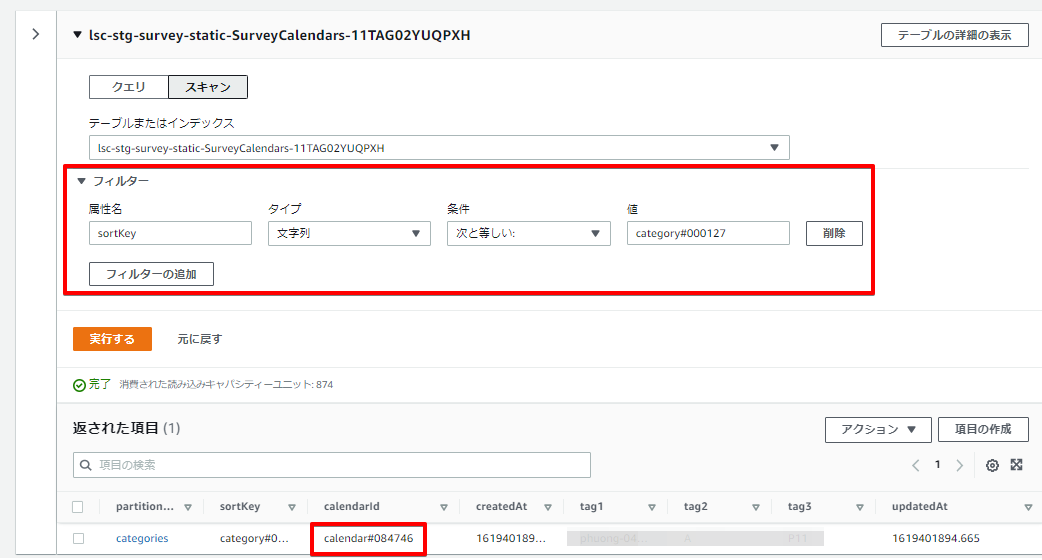 lsc-stg-survey-static-SurveyCalendars-11TAG02YUQPXH テーブルの詳細の表示
クエリ スキャン
テーブルまたはインデックス
lsc-stg-survey-static-SurveyCalendars-11TAG02YUQPXH
フィルター
属性名 タイプ 条件 値
sortKey 文字列 次と等しい: category#000127 削除
フィルターの追加
実行する 元に戻す
完了 消費された読み込みキャパシティーユニット: 874
返された項目 (1) アクション 項目の作成
項目の検索 1
partition... sortKey calendarId createdAt tag1 tag2 tag3 updatedAt
categories category#0... calendar#084746 161940189... phuong-04... A P11 1619401894.665